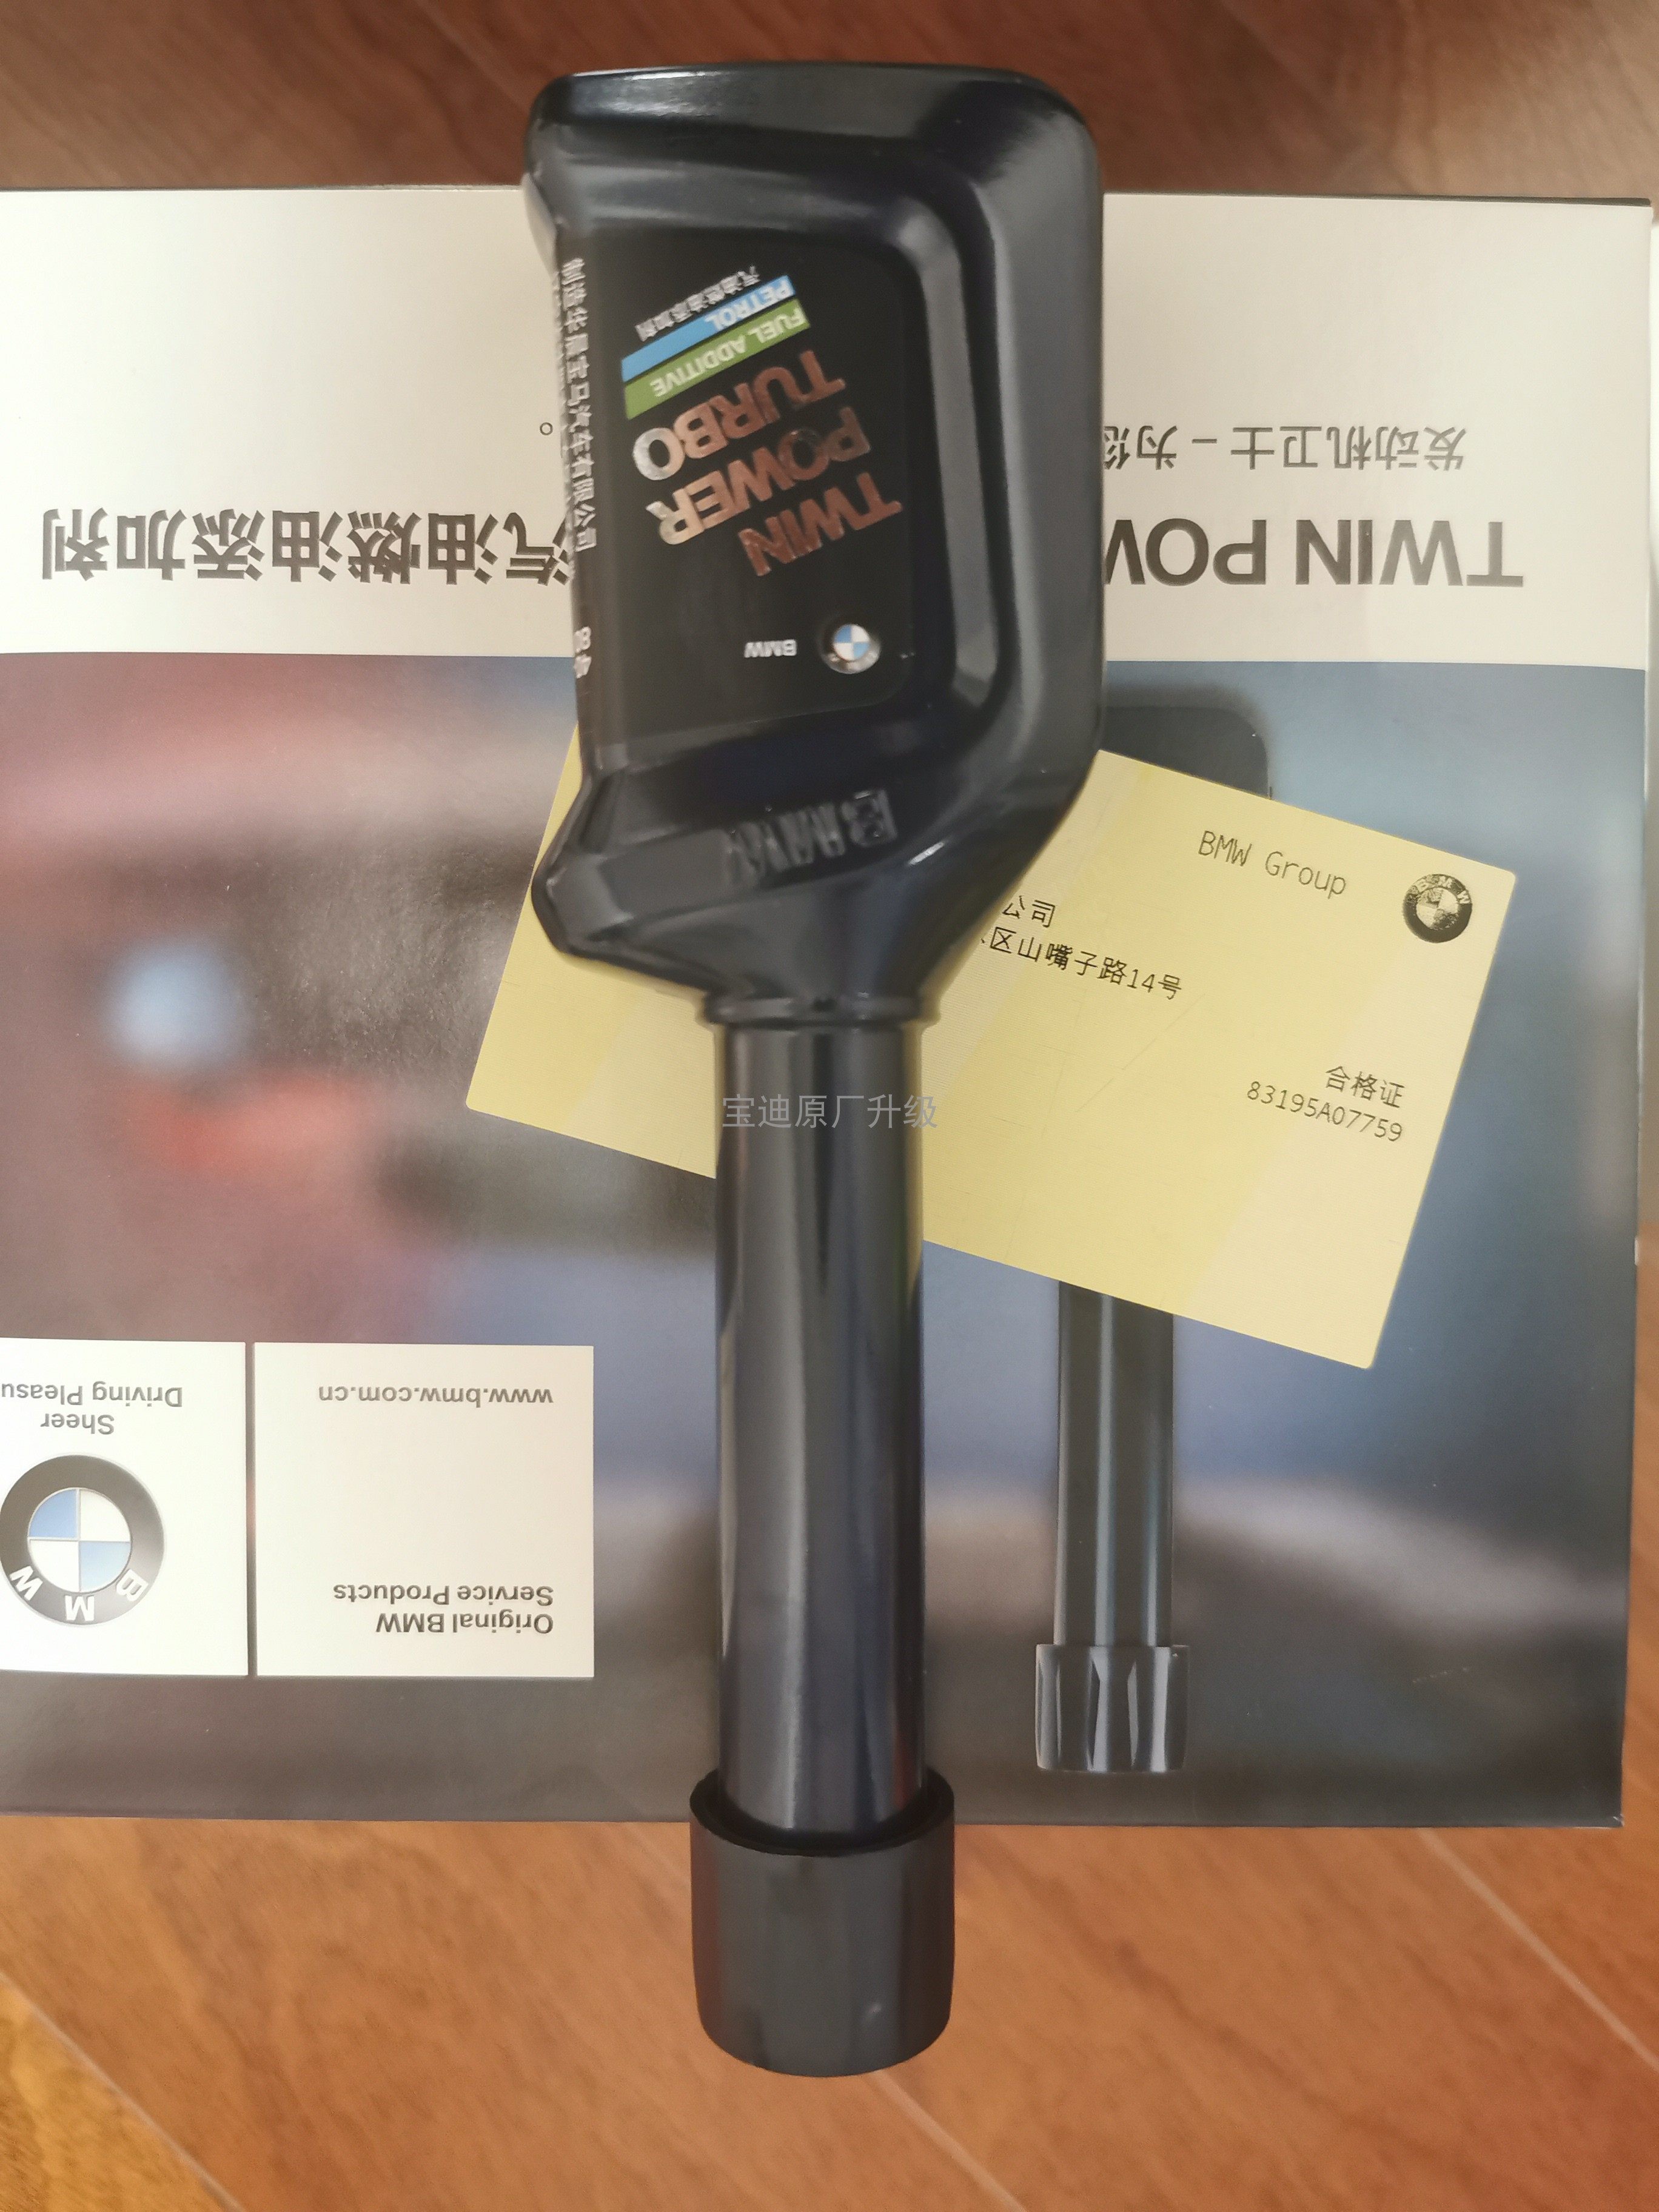 TWIN POW
汽油燃油添加剂
发动机卫士 – 为您
。
BMW
TWIN
POWER
TURBO
FUEL ADDITIVE
PETROL
汽油燃油添加剂
制造华晨宝马汽车有限公司
BMW
BMW Group
公司
区山嘴子路14号
合格证
83195A07759
宝迪原厂升级
Original BMW
Service Products
www.bmw.com.cn
BMW
Sheer
Driving Pleasu